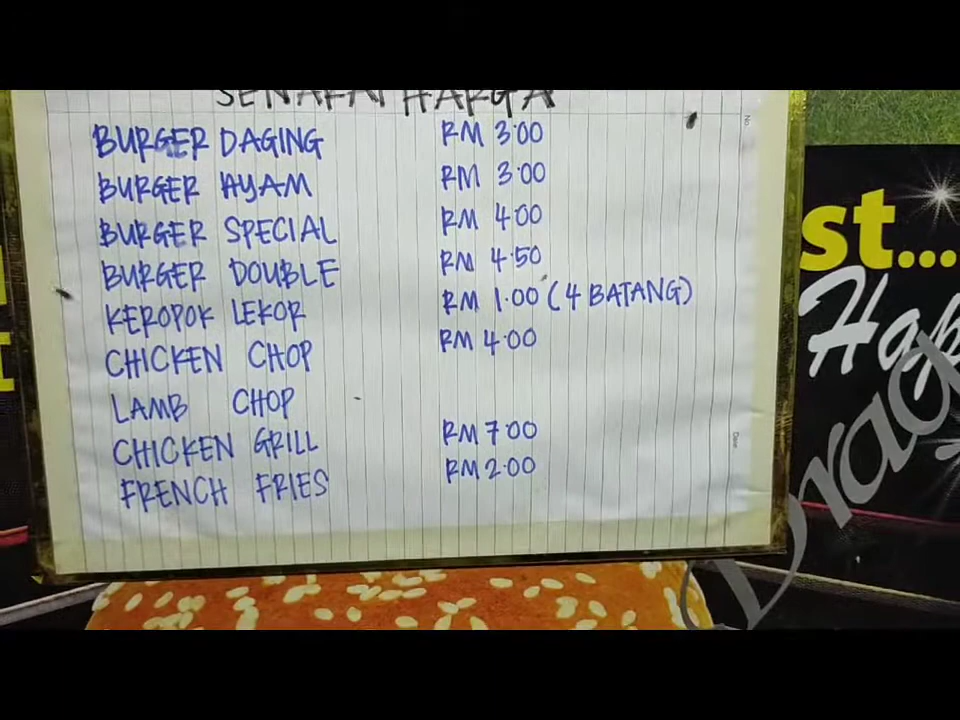 SENARAI HARGA
BURGER DAGING RM 3.00
BURGER AYAM RM 3.00
BURGER SPECIAL RM 4.00
BURGER DOUBLE RM 4.50
KEROPOK LEKOR RM 1.00 (4 BATANG)
CHICKEN CHOP RM 4.00
LAMB CHOP
CHICKEN GRILL RM 7.00
FRENCH FRIES RM 2.00
No.
Date
st...